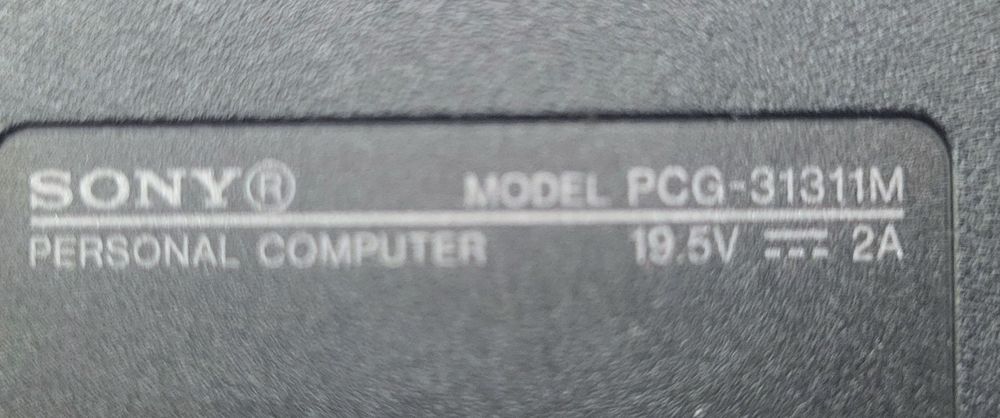 SONY® MODEL PCG-31311M
PERSONAL COMPUTER 19.5V ⎓ 2A